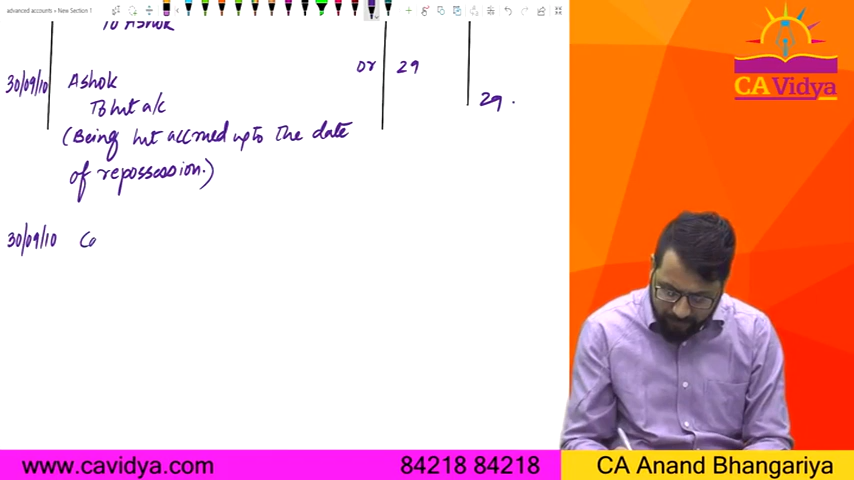 advanced accounts > New Section 1
To Ashok
30/09/10 Ashok Dr 29
To Int a/c 29.
(Being Int accrued upto the date
of repossession.)
30/09/10 Co
CA Vidya
www.cavidya.com 84218 84218 CA Anand Bhangariya